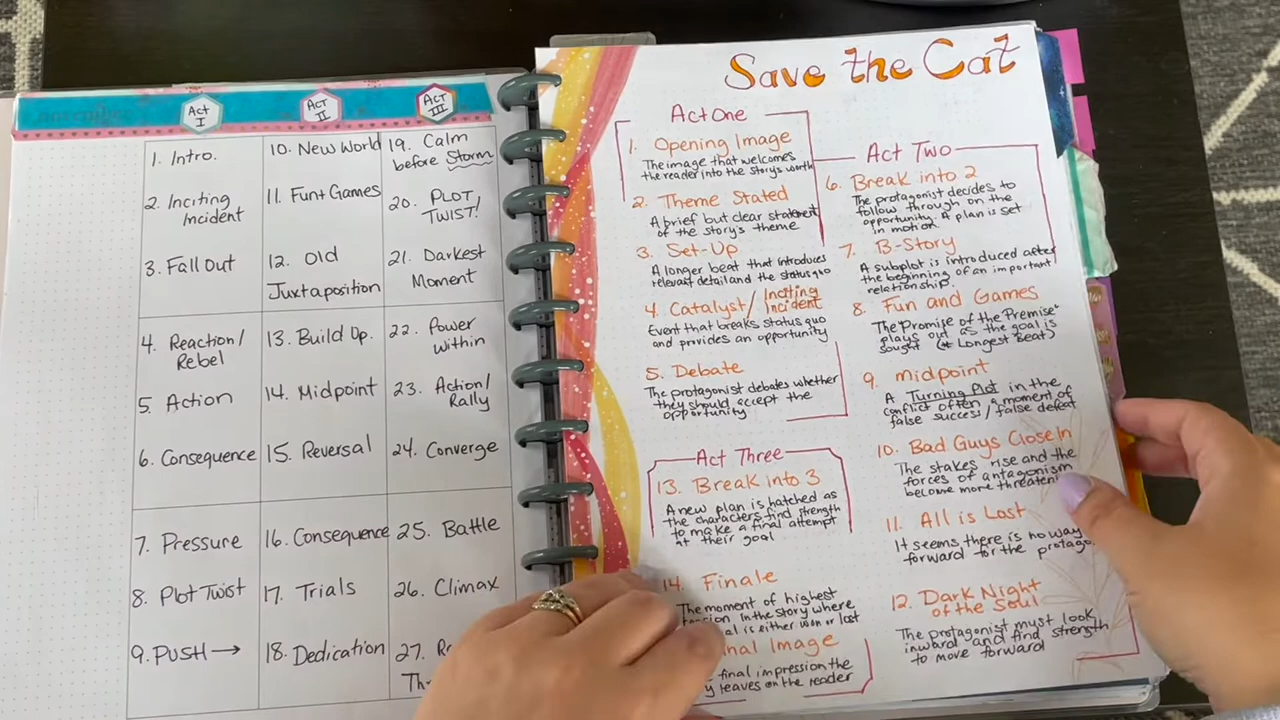 ACT I
ACT II
ACT III
1. Intro.
2. Inciting
Incident
3. Fall Out
4. Reaction/
Rebel
5. Action
6. Consequence
7. Pressure
8. Plot Twist
9. PUSH →
10. New World
11. Fun + Games
12. Old
Juxtaposition
13. Build Up.
14. Midpoint
15. Reversal
16. Consequence
17. Trials
18. Dedication
19. Calm
before Storm
20. PLOT
TWIST!
21. Darkest
Moment
22. Power
within
23. Action/
Rally
24. Converge
25. Battle
26. Climax
27.
Save the Cat
Act One
1. Opening Image
The image that welcomes
the reader into the story's world
2. Theme Stated
A brief but clear statement
of the story's theme
3. Set-Up
A longer beat that introduces
relevant detail and the status quo
4. Catalyst/ Inciting
Incident
Event that breaks status quo
and provides an opportunity
5. Debate
The protagonist debates whether
they should accept the
opportunity
Act Two
6. Break into 2
The protagonist decides to
follow through on the
opportunity. A plan is set
in motion
7. B-Story
A subplot is introduced after
the beginning of an important
relationship.
8. Fun and Games
The "Promise of the Premise"
plays out as the goal is
sought (* Longest Beat)
9. midpoint
A Turning Plot in the
conflict often a moment of
false success/false defeat
10. Bad Guys Close In
The stakes rise and the
forces of antagonism
become more
11. All is Lost
It seems there is no way
forward for the
12. Dark Night
of the Soul
The protagonist must look
inward and find strength
to move forward
Act Three
13. Break into 3
A new plan is hatched as
the characters find strength
to make a final attempt
at their goal
14. Finale
The moment of highest
in the story where
is either won or lost
Image
final impression the
leaves on the reader